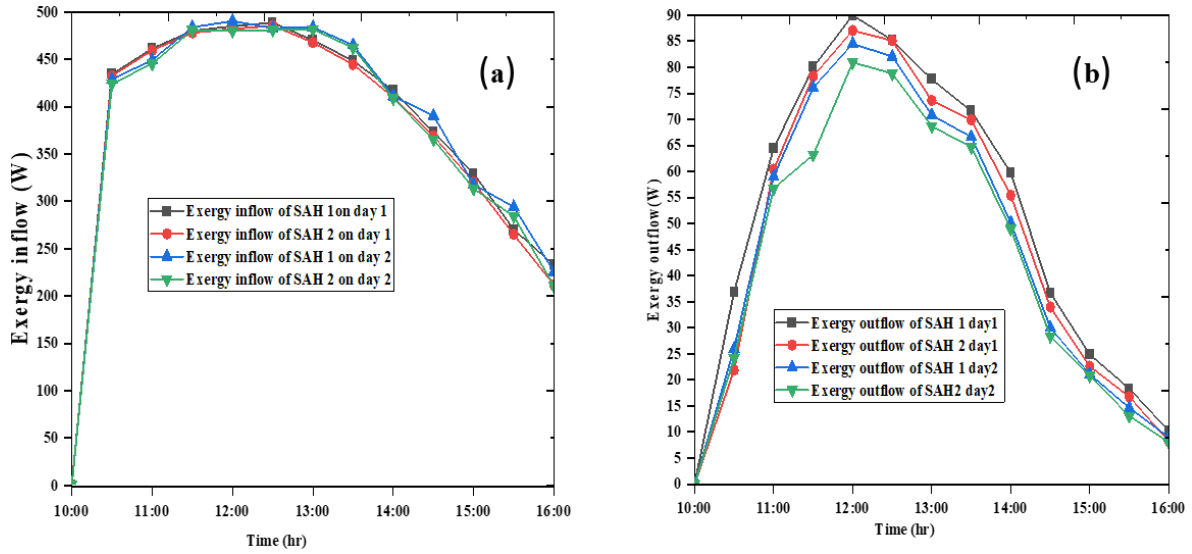 500
450
400
350
300
250
200
150
100
50
0
Exergy inflow (W)
(a)
Exergy inflow of SAH 1on day 1
Exergy inflow of SAH 2 on day 1
Exergy inflow of SAH 1 on day 2
Exergy inflow of SAH 2 on day 2
10:00 11:00 12:00 13:00 14:00 15:00 16:00
Time (hr)
90
85
80
75
70
65
60
55
50
45
40
35
30
25
20
15
10
5
0
Exergy outflow(W)
(b)
Exergy outflow of SAH 1 day1
Exergy outflow of SAH 2 day1
Exergy outflow of SAH 1 day2
Exergy outflow of SAH2 day2
10:00 11:00 12:00 13:00 14:00 15:00 16:00
Time (hr)